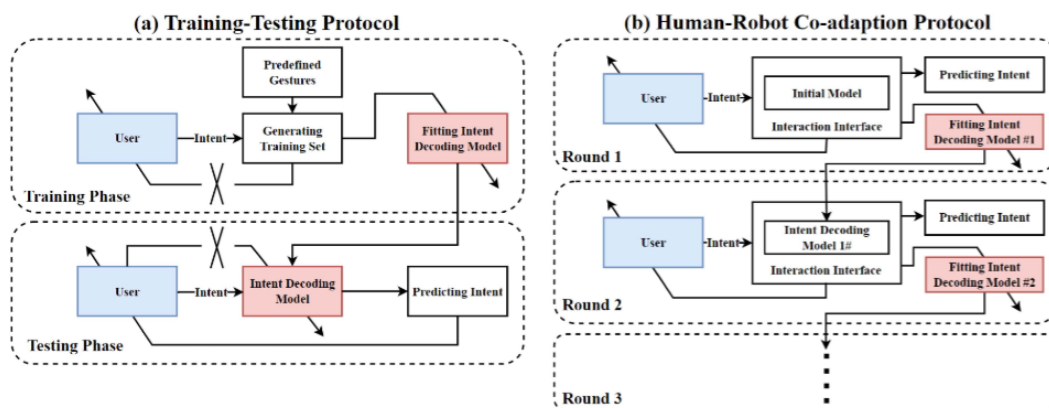 (a) Training-Testing Protocol
Predefined
Gestures
User
Intent
Generating
Training Set
Fitting Intent
Decoding Model
Training Phase
User
Intent
Intent Decoding
Model
Predicting Intent
Testing Phase
(b) Human-Robot Co-adaption Protocol
User
Intent
Initial Model
Interaction Interface
Predicting Intent
Fitting Intent
Decoding Model #1
Round 1
User
Intent
Intent Decoding
Model 1#
Interaction Interface
Predicting Intent
Fitting Intent
Decoding Model #2
Round 2
Round 3